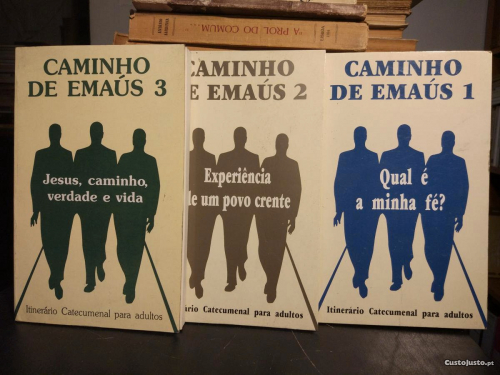 "A PROL DO COMUM...
CAMINHO
DE EMAÚS 3
Jesus, caminho,
verdade e vida
Itinerário Catecumenal para adultos
CAMINHO
E EMAÚS 2
Experiência
de um povo crente
nerário Catecumenal para adultos
CAMINHO
DE EMAÚS 1
Qual é
a minha fé?
Itinerário Catecumenal para adultos
CustoJusto.pt